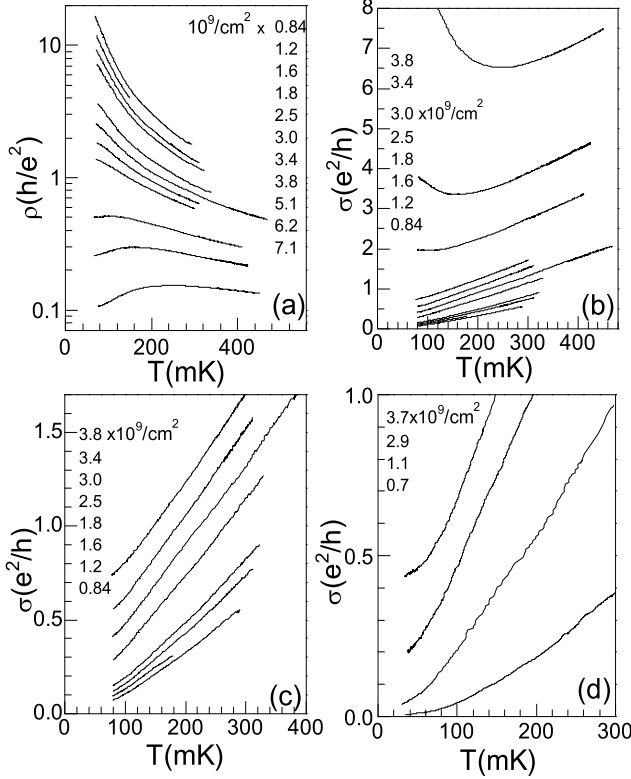 10
1
0.1
ρ(h/e²)
10⁹/cm² x 0.84
1.2
1.6
1.8
2.5
3.0
3.4
3.8
5.1
6.2
7.1
(a)
0 200 400
T(mK)
8
7
6
5
4
3
2
1
0
σ(e²/h)
3.8
3.4
3.0 x10⁹/cm²
2.5
1.8
1.6
1.2
0.84
(b)
0 100 200 300 400
T(mK)
1.5
1.0
0.5
0.0
σ(e²/h)
3.8 x10⁹/cm²
3.4
3.0
2.5
1.8
1.6
1.2
0.84
(c)
0 100 200 300 400
T(mK)
1.0
0.5
0.0
σ(e²/h)
3.7x10⁹/cm²
2.9
1.1
0.7
(d)
0 100 200 300
T(mK)